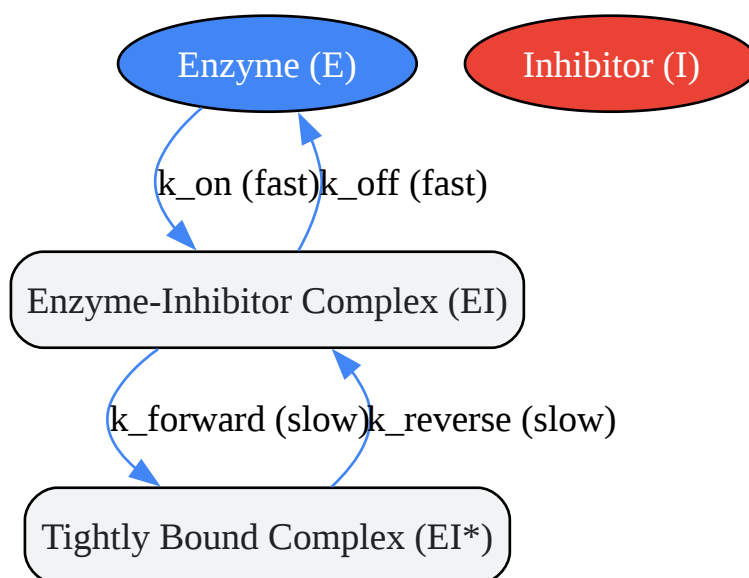 Enzyme (E)
Inhibitor (I)
k_on (fast)
k_off (fast)
Enzyme-Inhibitor Complex (EI)
k_forward (slow)
k_reverse (slow)
Tightly Bound Complex (EI*)